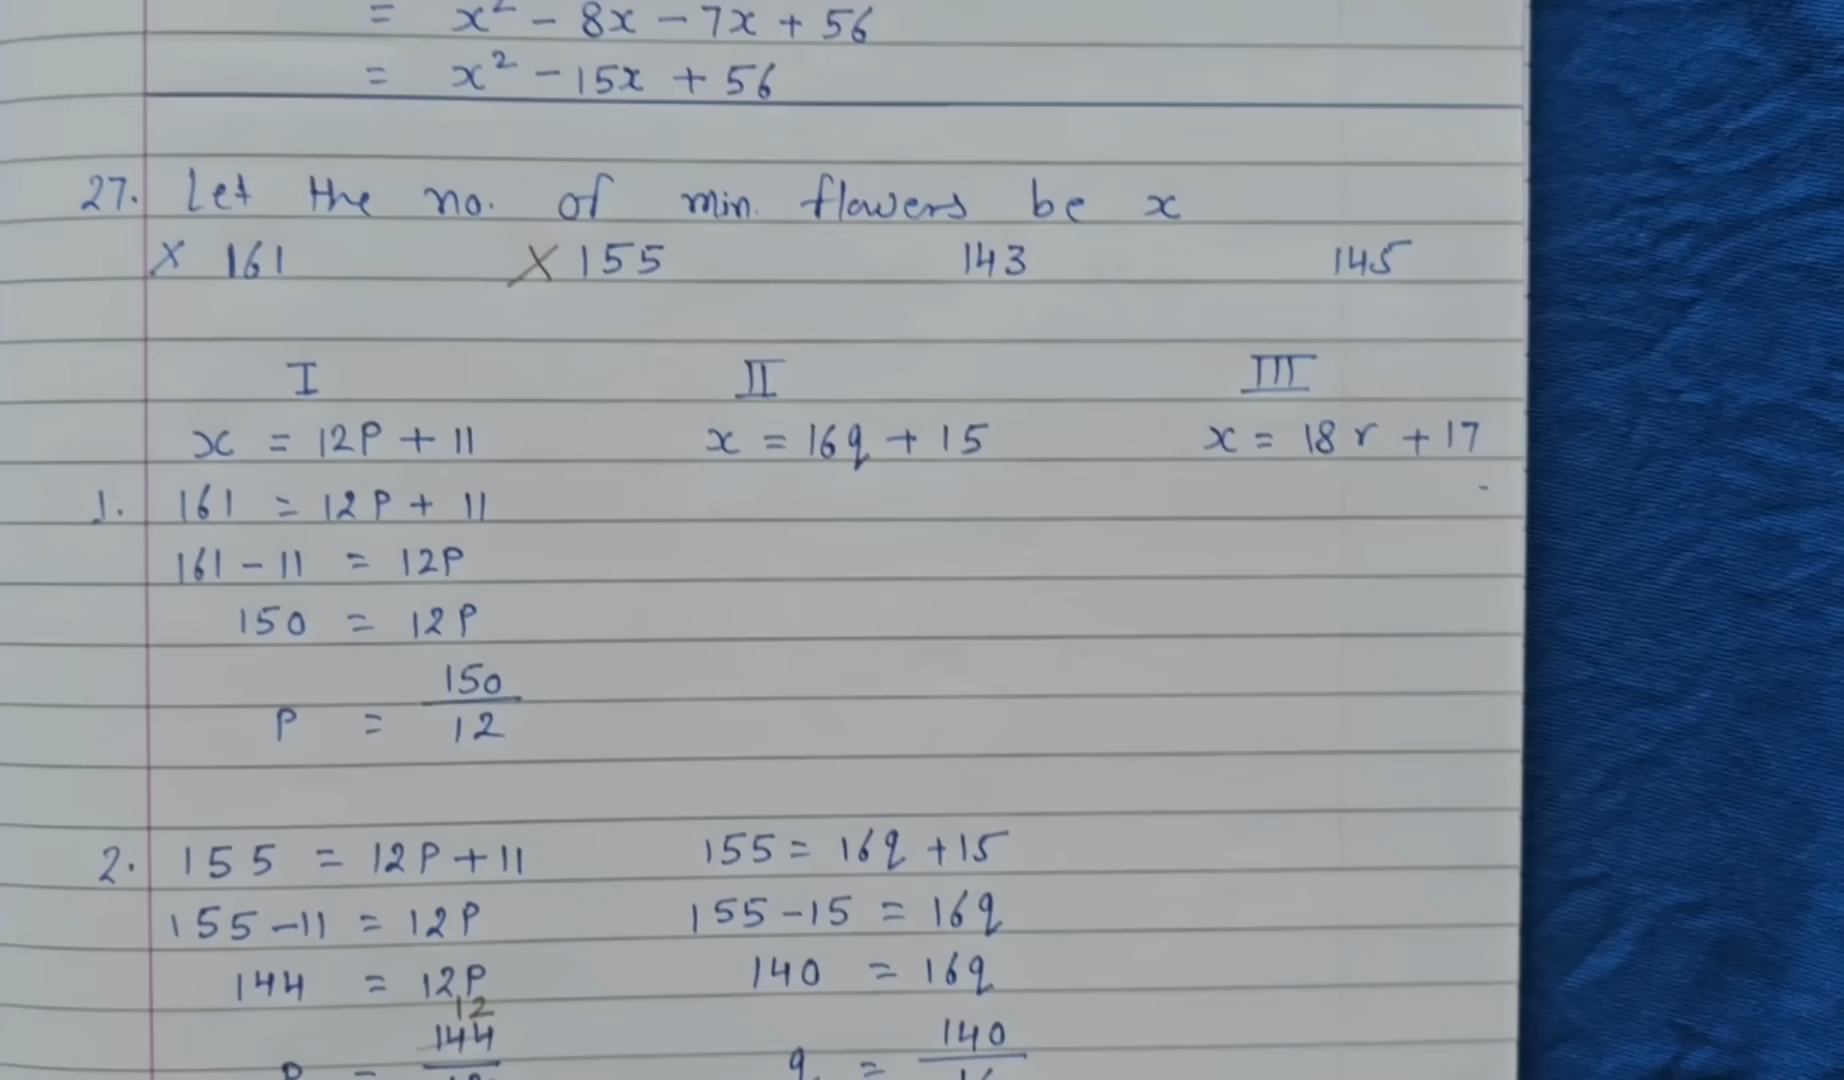 = x² - 8x - 7x + 56
= x² - 15x + 56
27. Let the no. of min. flowers be x
X 161 X 155 143 145
I II III
x = 12P + 11 x = 16q + 15 x = 18r + 17
1. 161 = 12P + 11
161 - 11 = 12P
150 = 12P
P = 150/12
2. 155 = 12P + 11 155 = 16q + 15
155 - 11 = 12P 155 - 15 = 16q
144 = 12P 140 = 16q
12
P = 144 q = 140